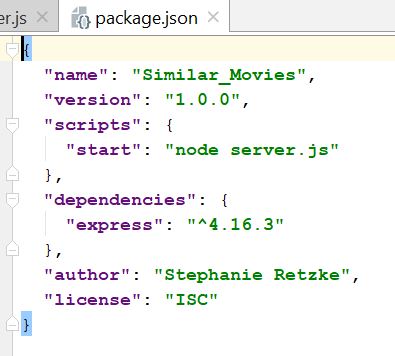 er.js × package.json ×
{
  "name": "Similar_Movies",
  "version": "1.0.0",
  "scripts": {
    "start": "node server.js"
  },
  "dependencies": {
    "express": "^4.16.3"
  },
  "author": "Stephanie Retzke",
  "license": "ISC"
}